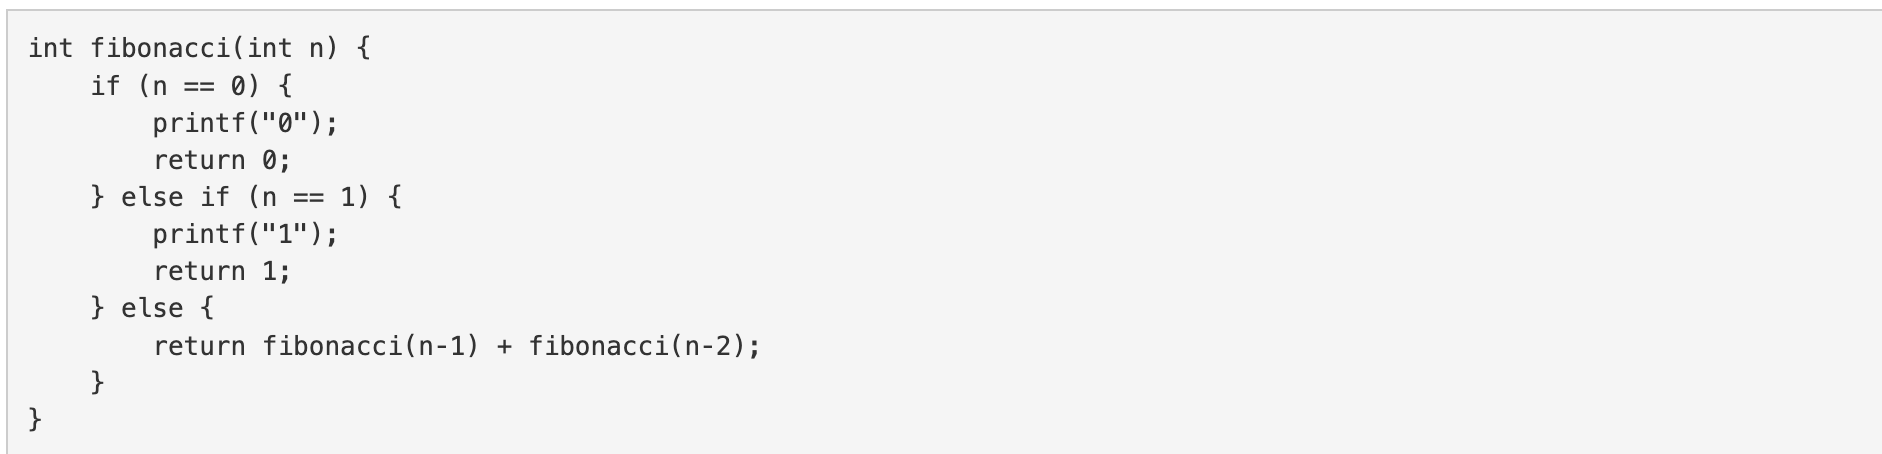 int fibonacci(int n) {
    if (n == 0) {
        printf("0");
        return 0;
    } else if (n == 1) {
        printf("1");
        return 1;
    } else {
        return fibonacci(n-1) + fibonacci(n-2);
    }
}